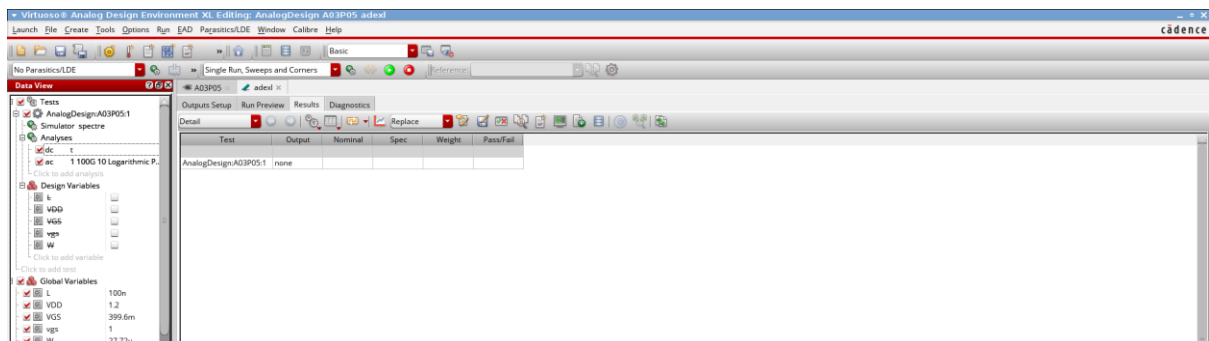 Virtuoso® Analog Design Environment XL Editing: AnalogDesign A03P05 adexl
Launch File Create Tools Options Run EAD Parasitics/LDE Window Calibre Help
cādence
Basic
No Parasitics/LDE
Single Run, Sweeps and Corners
Reference:
Data View
A03P05
adexl
Tests
AnalogDesign:A03P05:1
Simulator spectre
Analyses
dc t
ac 1 100G 10 Logarithmic P..
Click to add analysis
Design Variables
L
VDD
VGS
vgs
W
Click to add variable
Click to add test
Global Variables
L 100n
VDD 1.2
VGS 399.6m
vgs 1
W 27.72u
Outputs Setup Run Preview Results Diagnostics
Detail
Replace
Test Output Nominal Spec Weight Pass/Fail
AnalogDesign:A03P05:1 none